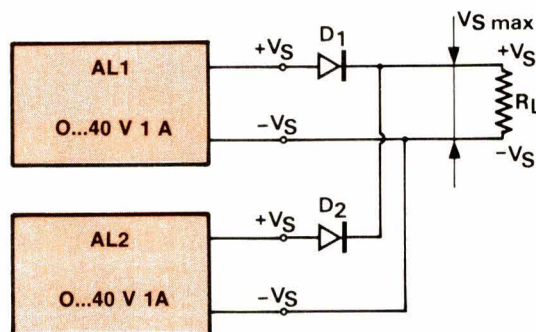 AL1
O...40 V 1 A
+VS
D1
-VS
VS max
+VS
RL
-VS
AL2
O...40 V 1A
+VS
D2
-VS